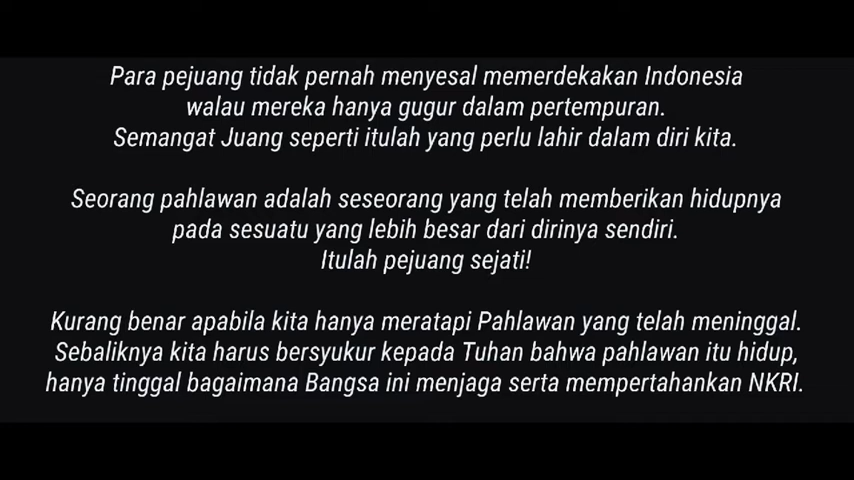 Para pejuang tidak pernah menyesal memerdekakan Indonesia
walau mereka hanya gugur dalam pertempuran.
Semangat Juang seperti itulah yang perlu lahir dalam diri kita.
Seorang pahlawan adalah seseorang yang telah memberikan hidupnya
pada sesuatu yang lebih besar dari dirinya sendiri.
Itulah pejuang sejati!
Kurang benar apabila kita hanya meratapi Pahlawan yang telah meninggal.
Sebaliknya kita harus bersyukur kepada Tuhan bahwa pahlawan itu hidup,
hanya tinggal bagaimana Bangsa ini menjaga serta mempertahankan NKRI.